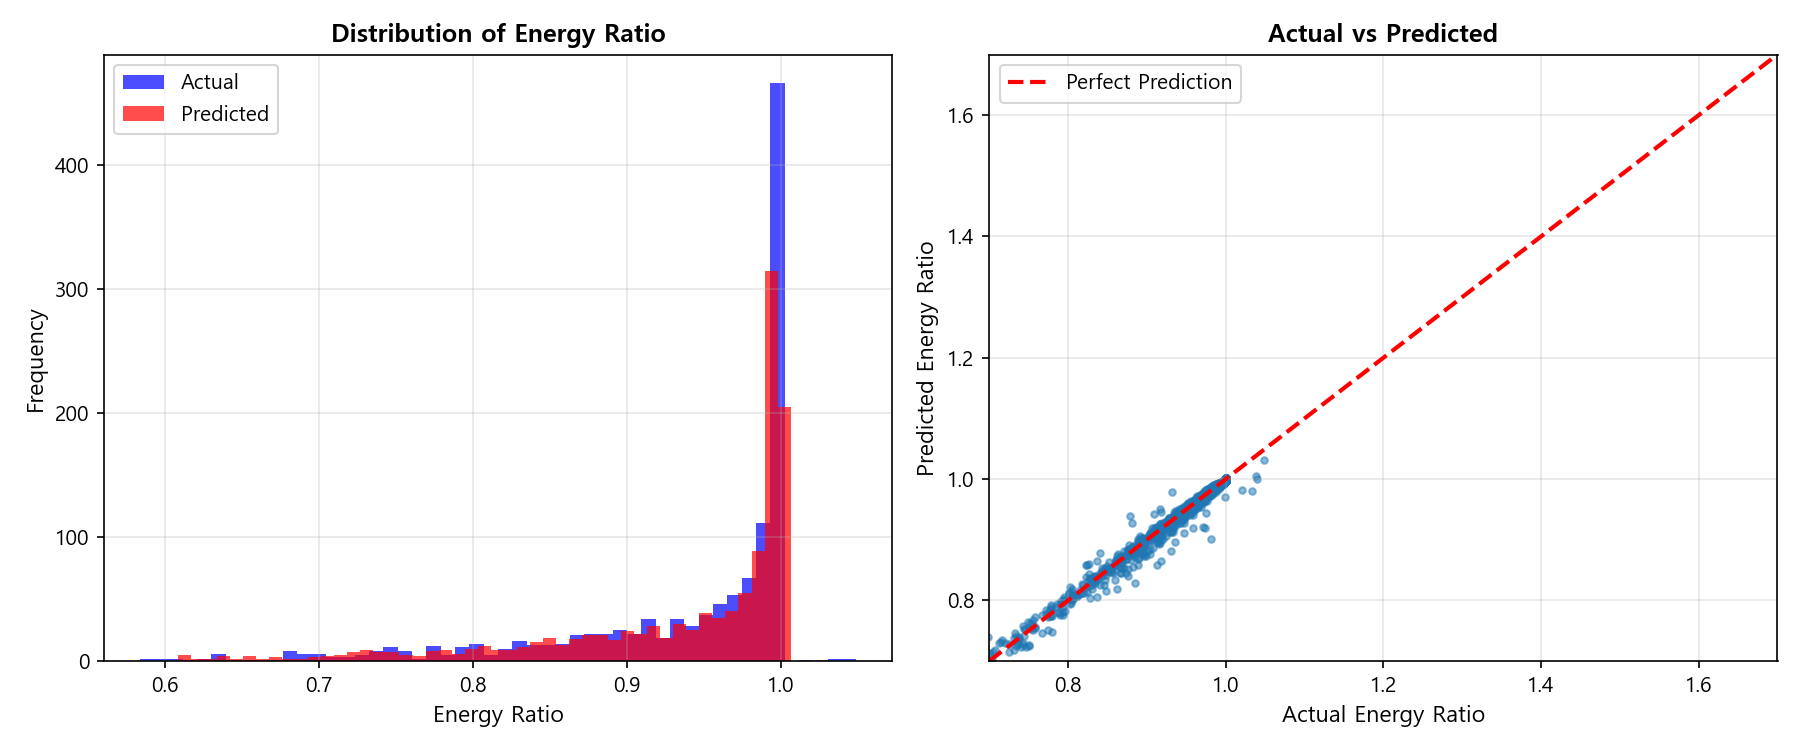 Distribution of Energy Ratio
Actual
Predicted
Frequency
400
300
200
100
0
0.6
0.7
0.8
0.9
1.0
Energy Ratio
Actual vs Predicted
Perfect Prediction
Predicted Energy Ratio
1.6
1.4
1.2
1.0
0.8
0.8
1.0
1.2
1.4
1.6
Actual Energy Ratio